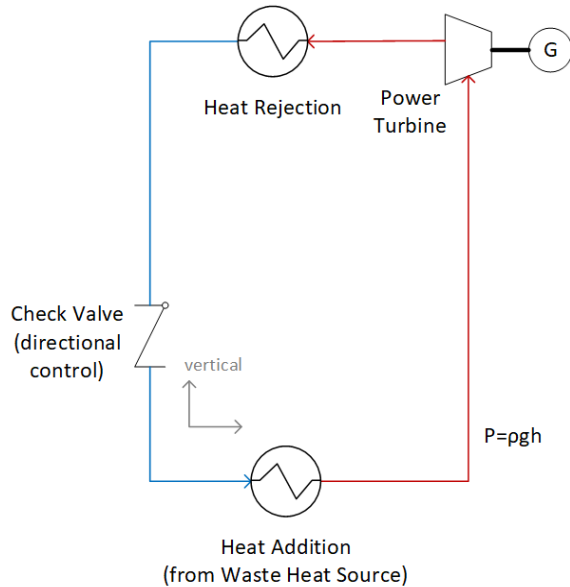 G
Heat Rejection
Power
Turbine
Check Valve
(directional
control)
vertical
P=ρgh
Heat Addition
(from Waste Heat Source)